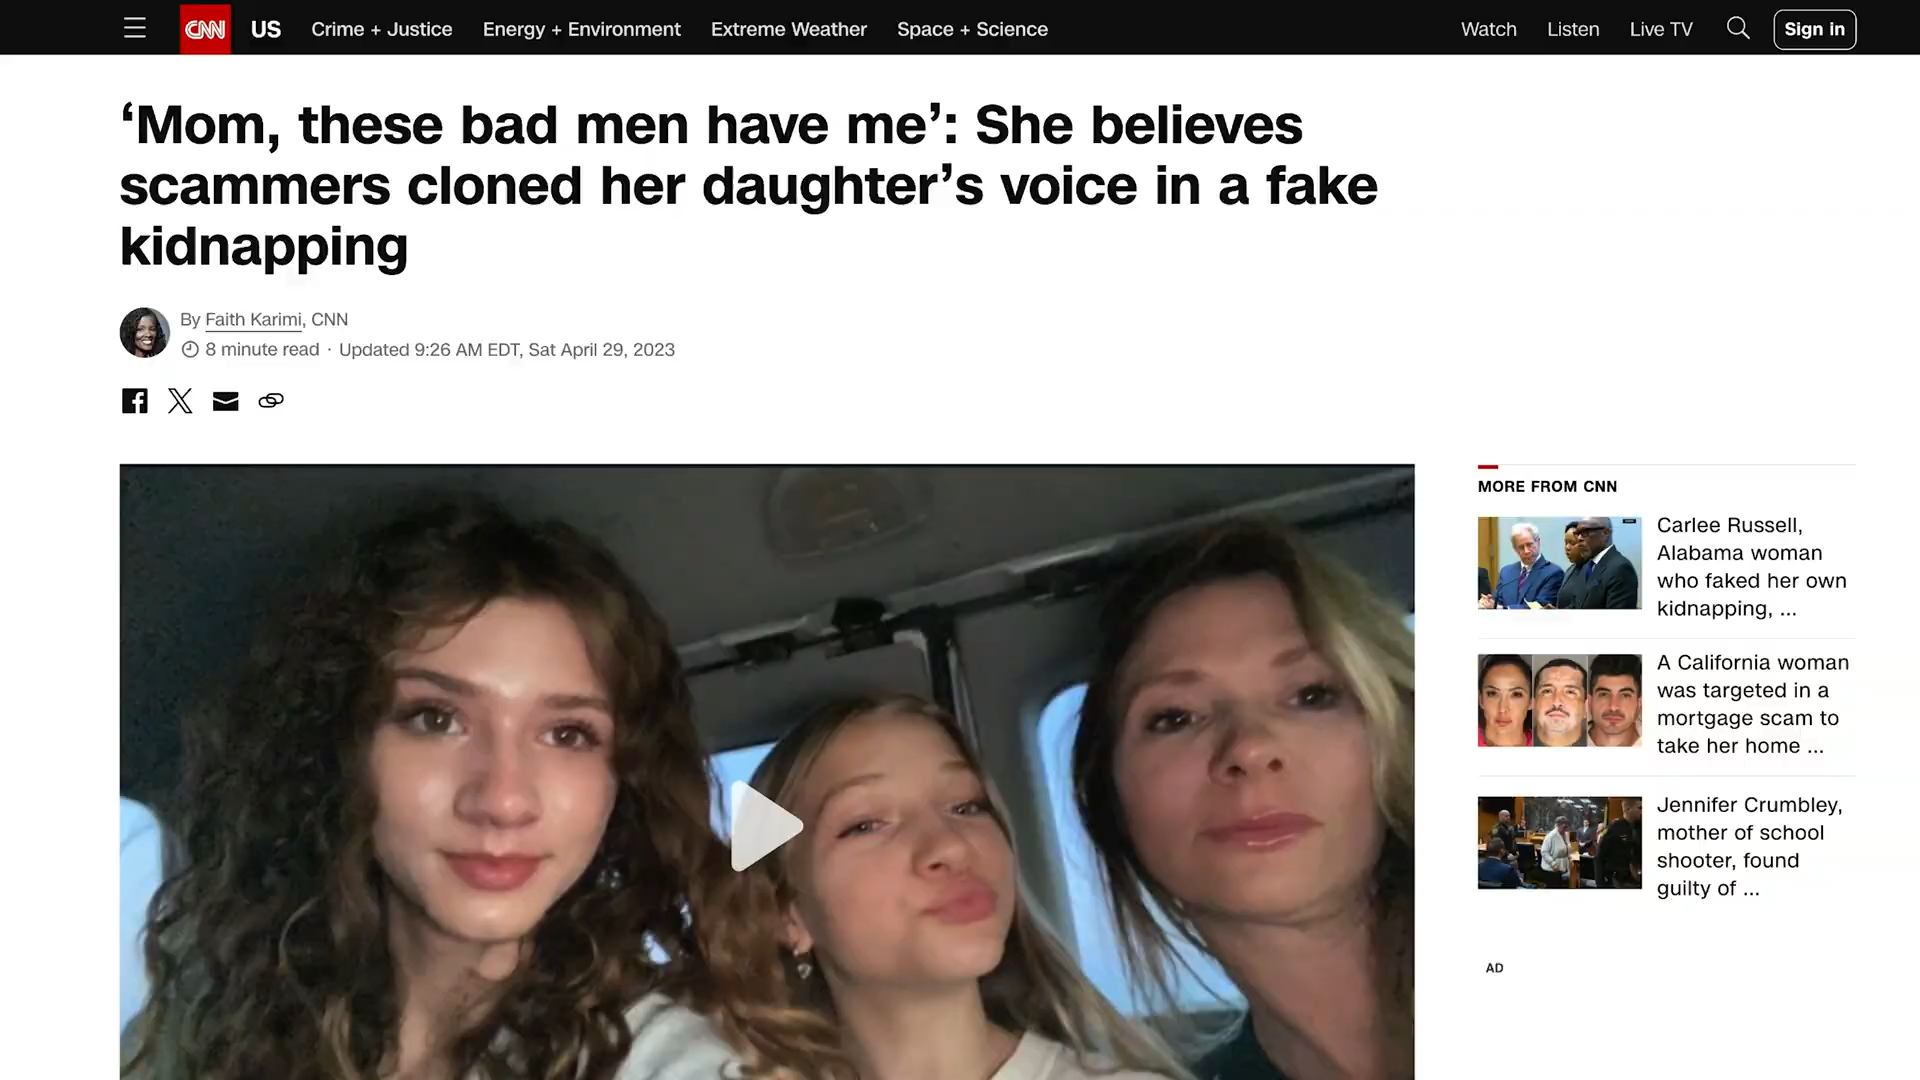 CNN US Crime + Justice Energy + Environment Extreme Weather Space + Science Watch Listen Live TV Sign in
‘Mom, these bad men have me’: She believes
scammers cloned her daughter’s voice in a fake
kidnapping
By Faith Karimi, CNN
8 minute read · Updated 9:26 AM EDT, Sat April 29, 2023
MORE FROM CNN
Carlee Russell,
Alabama woman
who faked her own
kidnapping, ...
A California woman
was targeted in a
mortgage scam to
take her home ...
Jennifer Crumbley,
mother of school
shooter, found
guilty of ...
AD